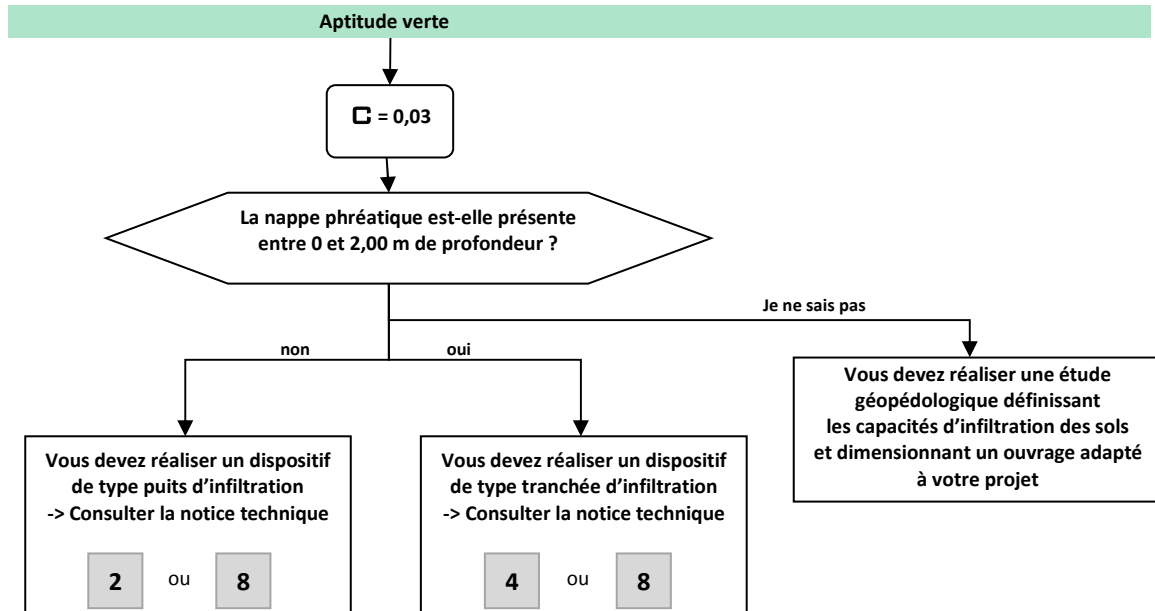 Aptitude verte
C = 0,03
La nappe phréatique est-elle présente
entre 0 et 2,00 m de profondeur ?
Je ne sais pas
non
oui
Vous devez réaliser un dispositif
de type puits d’infiltration
-> Consulter la notice technique
2 ou 8
Vous devez réaliser un dispositif
de type tranchée d’infiltration
-> Consulter la notice technique
4 ou 8
Vous devez réaliser une étude
géopédologique définissant
les capacités d’infiltration des sols
et dimensionnant un ouvrage adapté
à votre projet